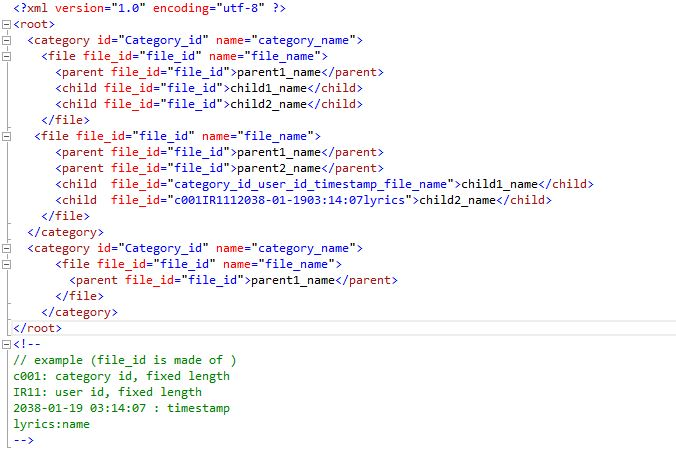 <?xml version="1.0" encoding="utf-8" ?>
<root>
<category id="Category_id" name="category_name">
<file file_id="file_id" name="file_name">
<parent file_id="file_id">parent1_name</parent>
<child file_id="file_id">child1_name</child>
<child file_id="file_id">child2_name</child>
</file>
<file file_id="file_id" name="file_name">
<parent file_id="file_id">parent1_name</parent>
<parent file_id="file_id">parent2_name</parent>
<child  file_id="category_id_user_id_timestamp_file_name">child1_name</child>
<child  file_id="c001IR1112038-01-1903:14:07lyrics">child2_name</child>
</file>
</category>
<category id="Category_id" name="category_name">
<file file_id="file_id" name="file_name">
<parent file_id="file_id">parent1_name</parent>
</file>
</category>
</root>
<!--
// example (file_id is made of )
c001: category id, fixed length
IR11: user id, fixed length
2038-01-19 03:14:07 : timestamp
lyrics:name
-->